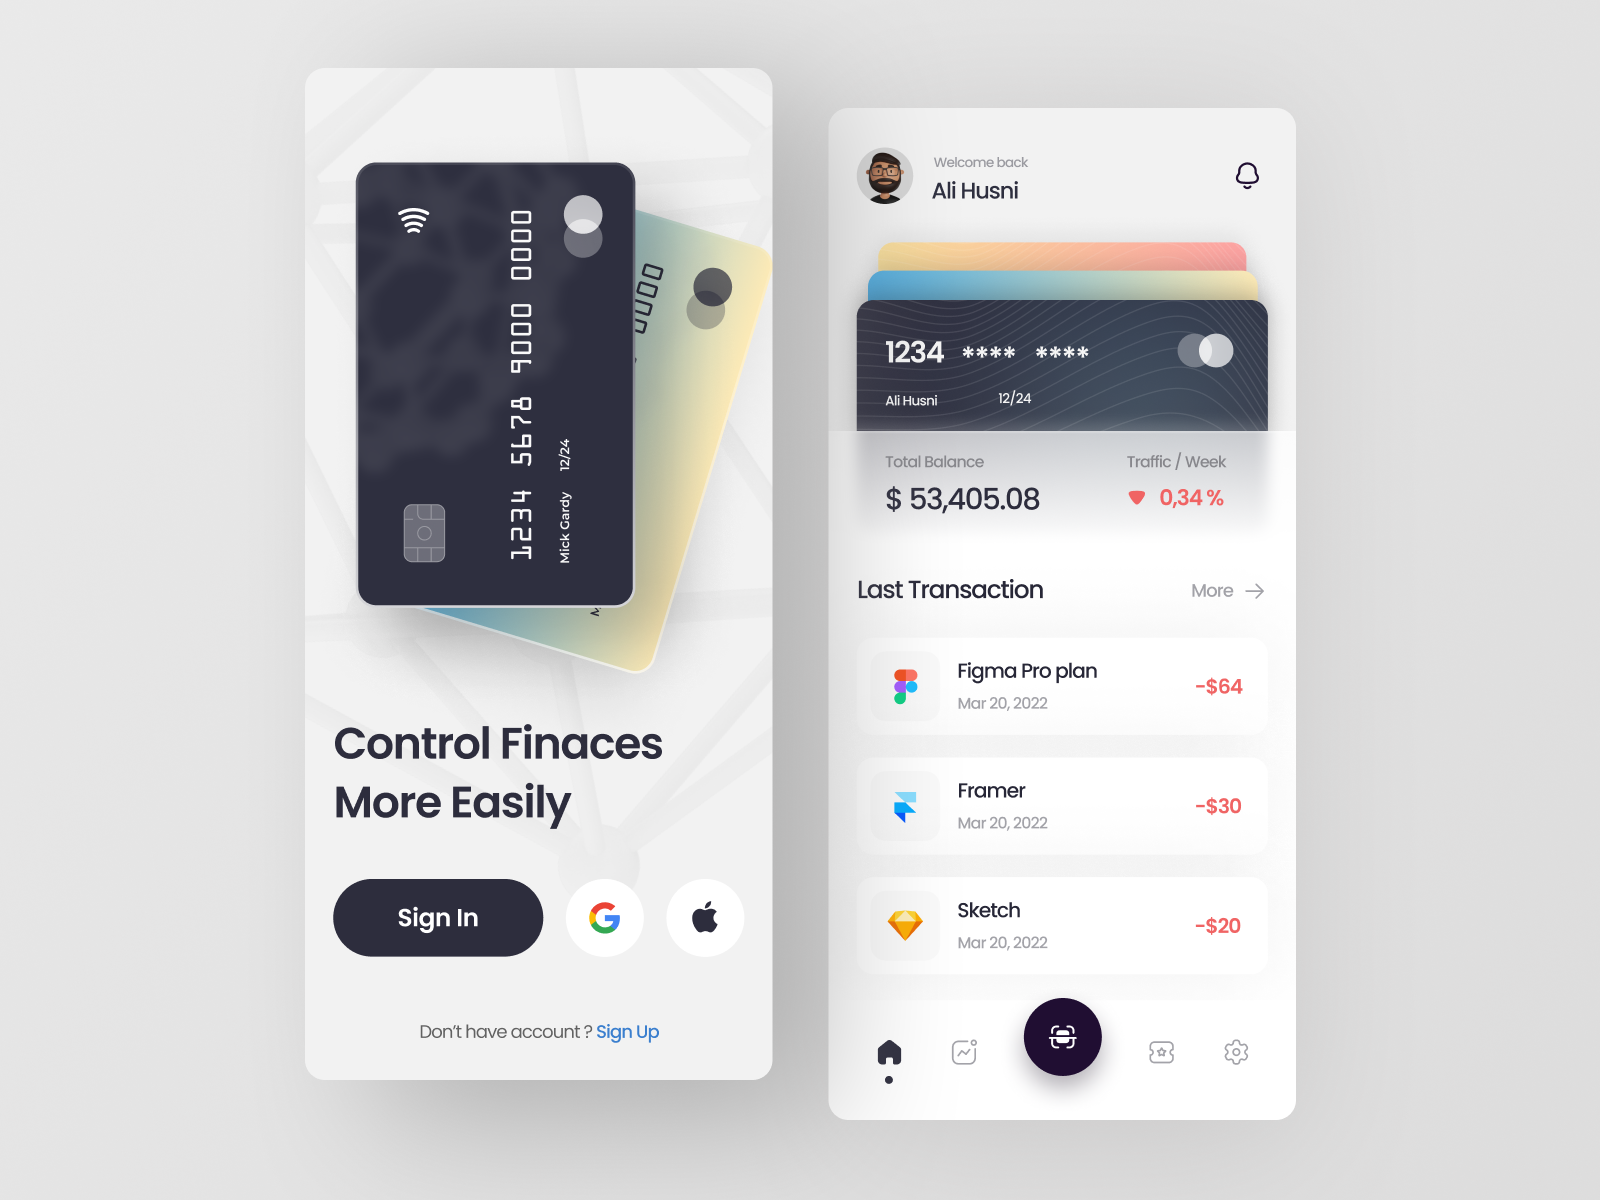 1234 5678 9000 0000
Mick Gardy 12/24
Control Finaces
More Easily
Sign In
Don't have account ? Sign Up
Welcome back
Ali Husni
1234 **** ****
Ali Husni 12/24
Total Balance
Traffic / Week
$ 53,405.08
0,34 %
Last Transaction
More
Figma Pro plan
Mar 20, 2022
-$64
Framer
Mar 20, 2022
-$30
Sketch
Mar 20, 2022
-$20